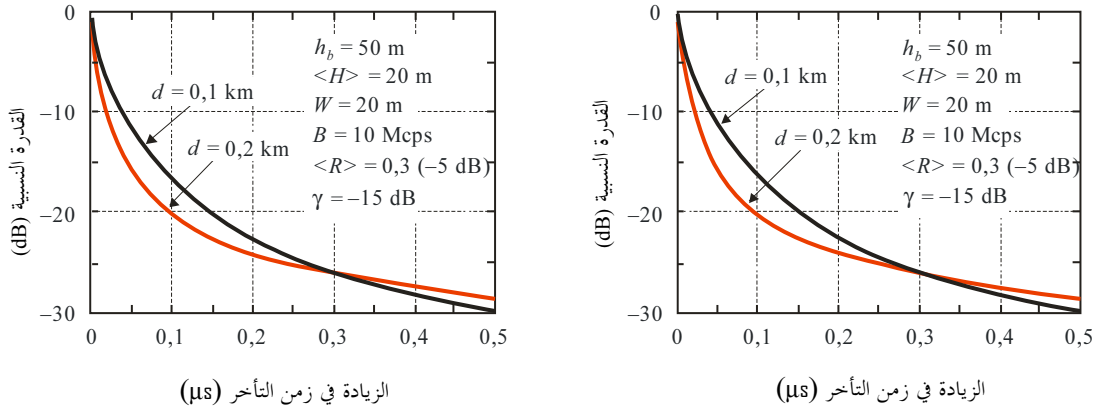 0
−10
−20
−30
القدرة النسبية (dB)
h_b = 50 m
<H> = 20 m
W = 20 m
B = 10 Mcps
<R> = 0,3 (−5 dB)
γ = −15 dB
d = 0,1 km
d = 0,2 km
0 0,1 0,2 0,3 0,4 0,5
الزيادة في زمن التأخر (μs)
0
−10
−20
−30
القدرة النسبية (dB)
h_b = 50 m
<H> = 20 m
W = 20 m
B = 10 Mcps
<R> = 0,3 (−5 dB)
γ = −15 dB
d = 0,1 km
d = 0,2 km
0 0,1 0,2 0,3 0,4 0,5
الزيادة في زمن التأخر (μs)